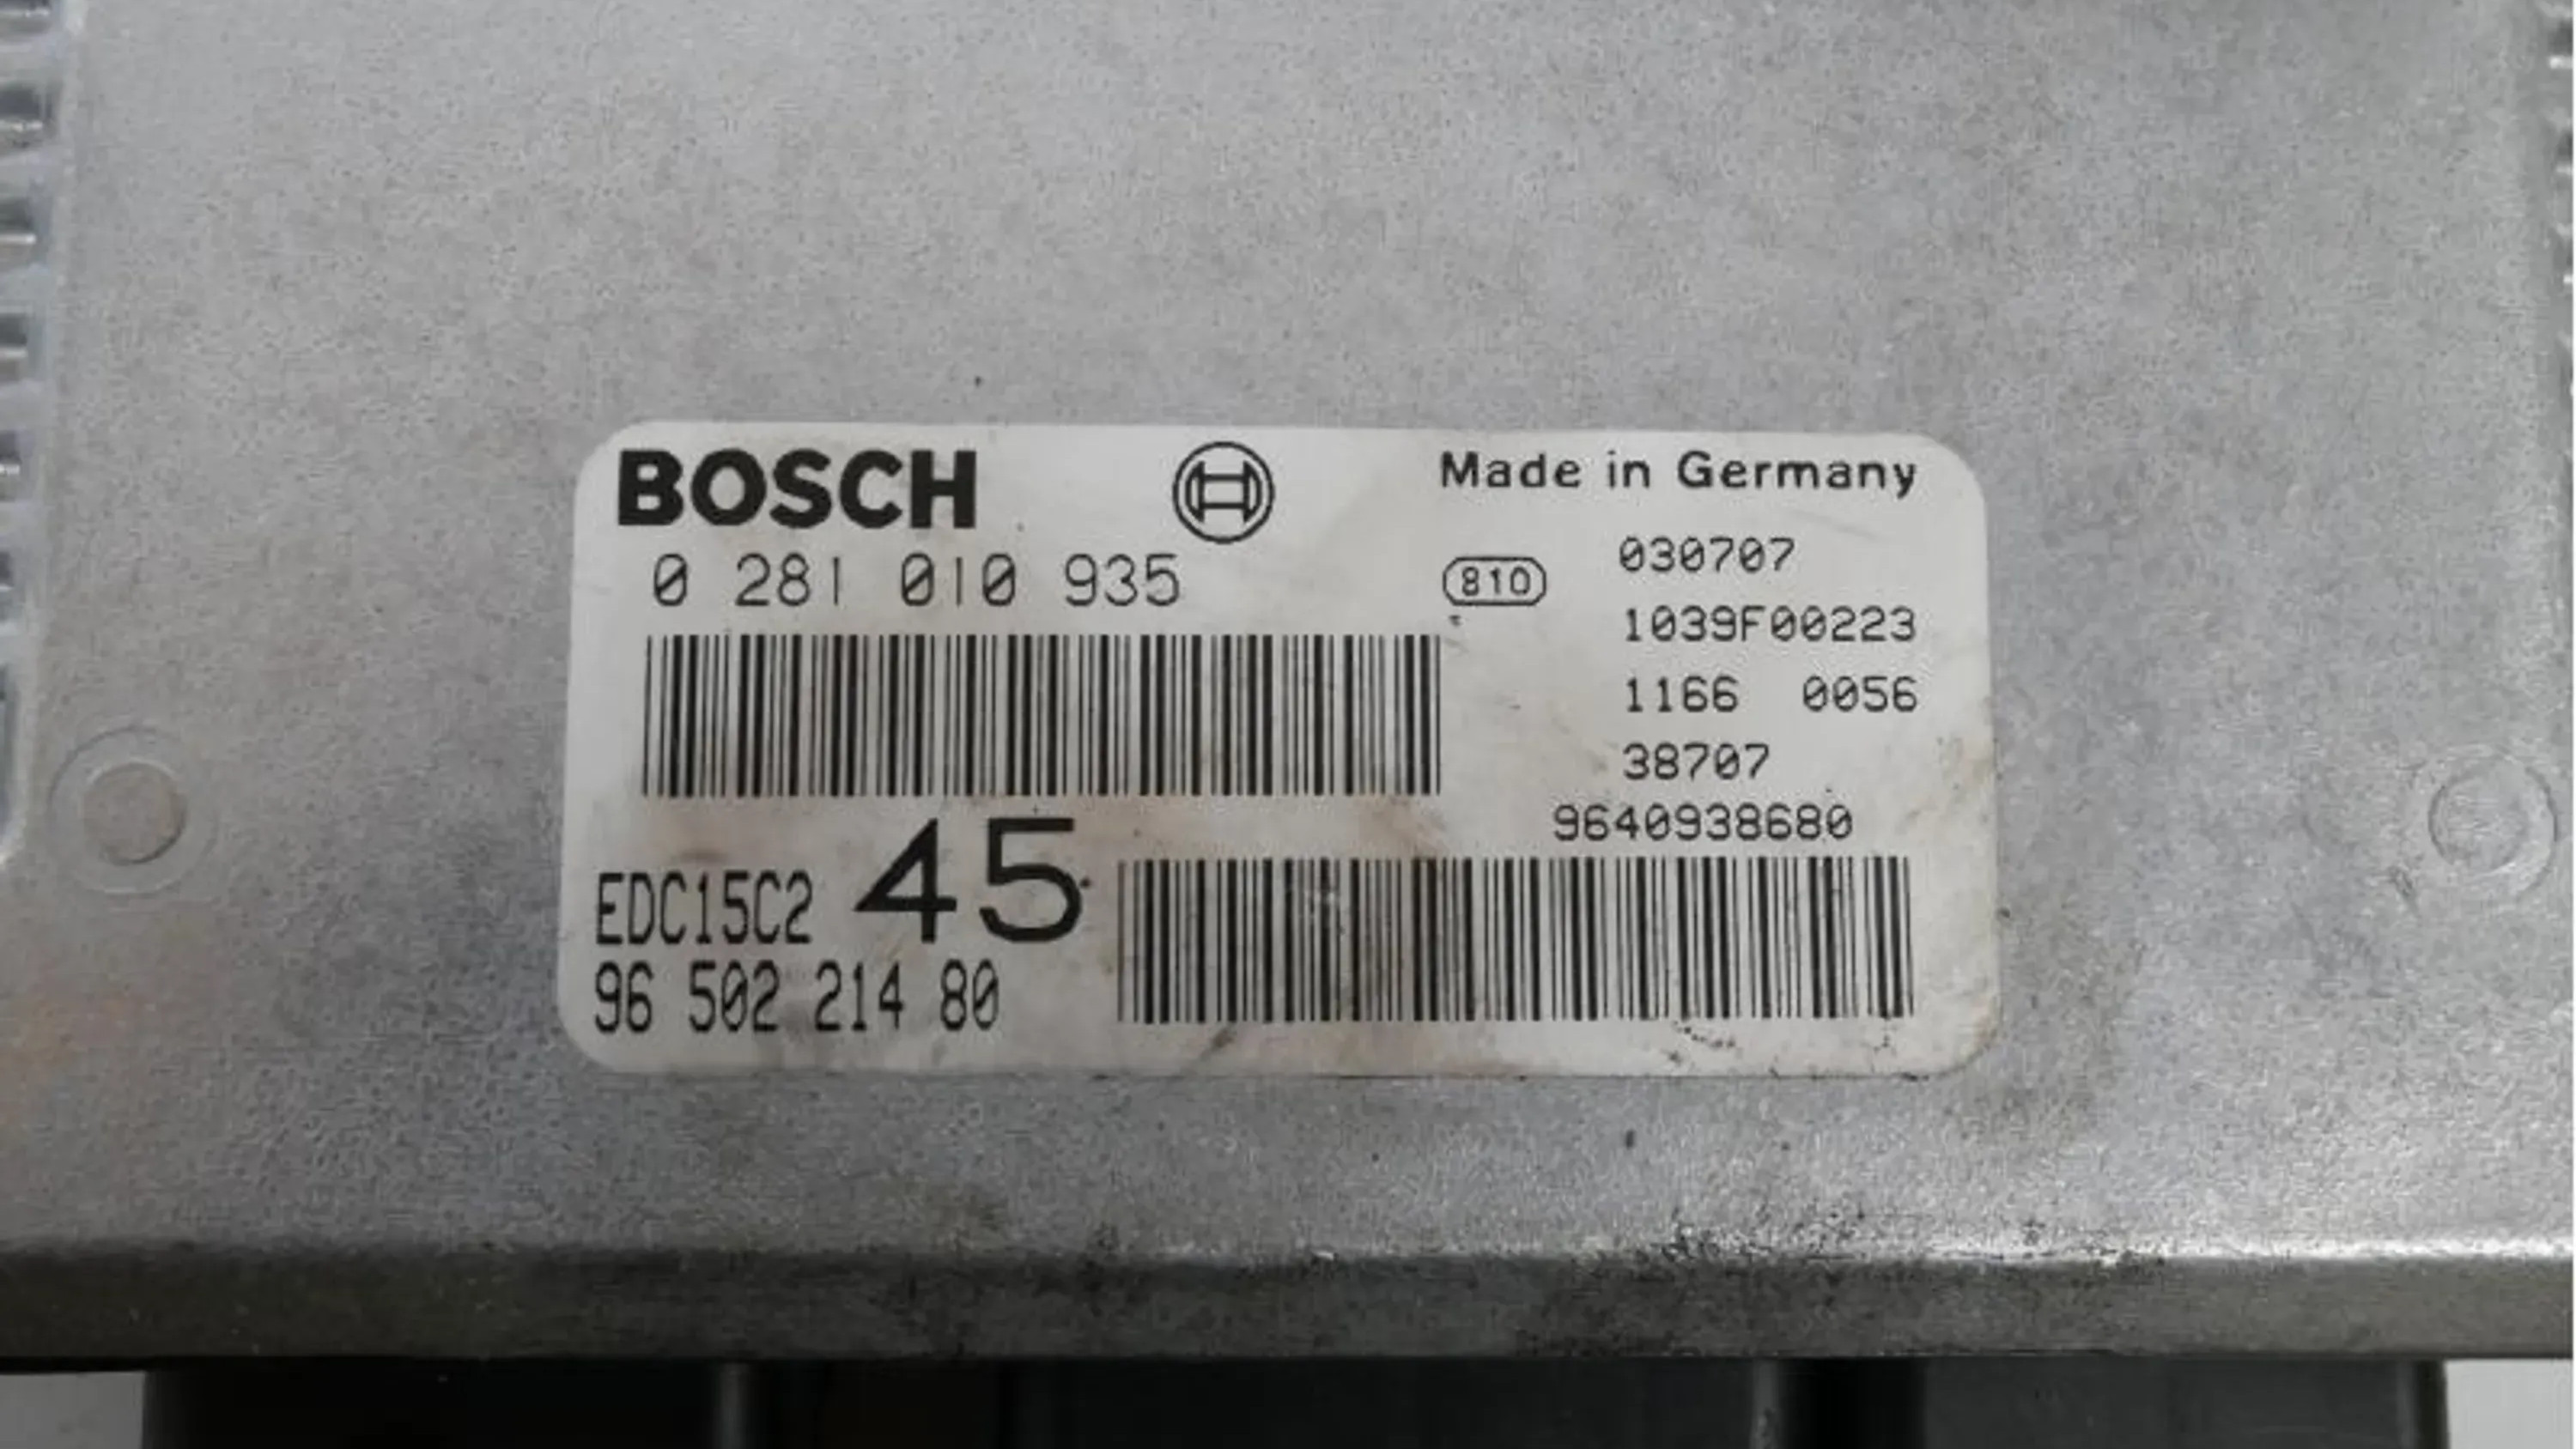 BOSCH
Made in Germany
0 281 010 935
810
030707
1039F00223
1166 0056
38707
9640938680
EDC15C2 45
96 502 214 80